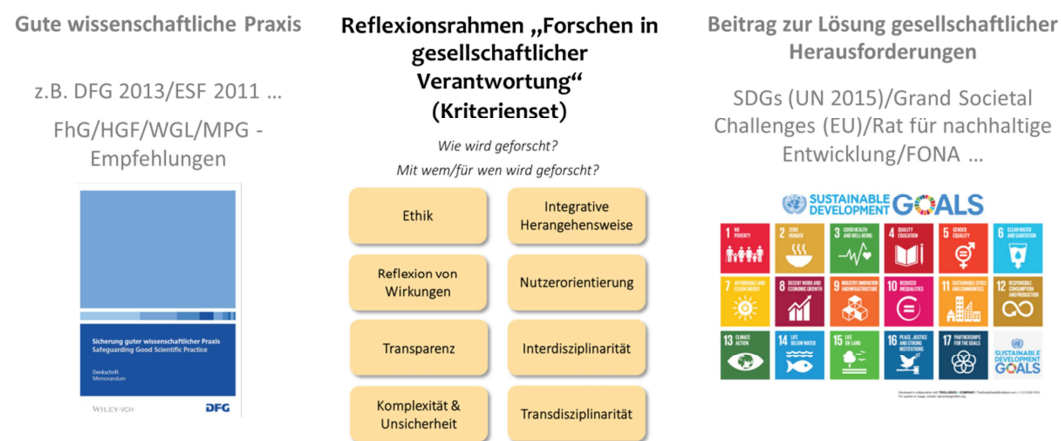 Gute wissenschaftliche Praxis
z.B. DFG 2013/ESF 2011 ...
FhG/HGF/WGL/MPG -
Empfehlungen
Sicherung guter wissenschaftlicher Praxis
Safeguarding Good Scientific Practice
Denkschrift
Memorandum
WILEY-VCH
DFG
Reflexionsrahmen „Forschen in
gesellschaftlicher
Verantwortung“
(Kriterienset)
Wie wird geforscht?
Mit wem/für wen wird geforscht?
Ethik
Integrative
Herangehensweise
Reflexion von
Wirkungen
Nutzerorientierung
Transparenz
Interdisziplinarität
Komplexität &
Unsicherheit
Transdisziplinarität
Beitrag zur Lösung gesellschaftlicher
Herausforderungen
SDGs (UN 2015)/Grand Societal
Challenges (EU)/Rat für nachhaltige
Entwicklung/FONA ...
SUSTAINABLE
DEVELOPMENT
GOALS
1 NO
POVERTY
2 ZERO
HUNGER
3 GOOD HEALTH
AND WELL-BEING
4 QUALITY
EDUCATION
5 GENDER
EQUALITY
6 CLEAN WATER
AND SANITATION
7 AFFORDABLE AND
CLEAN ENERGY
8 DECENT WORK AND
ECONOMIC GROWTH
9 INDUSTRY, INNOVATION
AND INFRASTRUCTURE
10 REDUCED
INEQUALITIES
11 SUSTAINABLE CITIES
AND COMMUNITIES
12 RESPONSIBLE
CONSUMPTION
AND PRODUCTION
13 CLIMATE
ACTION
14 LIFE
BELOW WATER
15 LIFE
ON LAND
16 PEACE, JUSTICE
AND STRONG
INSTITUTIONS
17 PARTNERSHIPS
FOR THE GOALS
SUSTAINABLE
DEVELOPMENT
GOALS